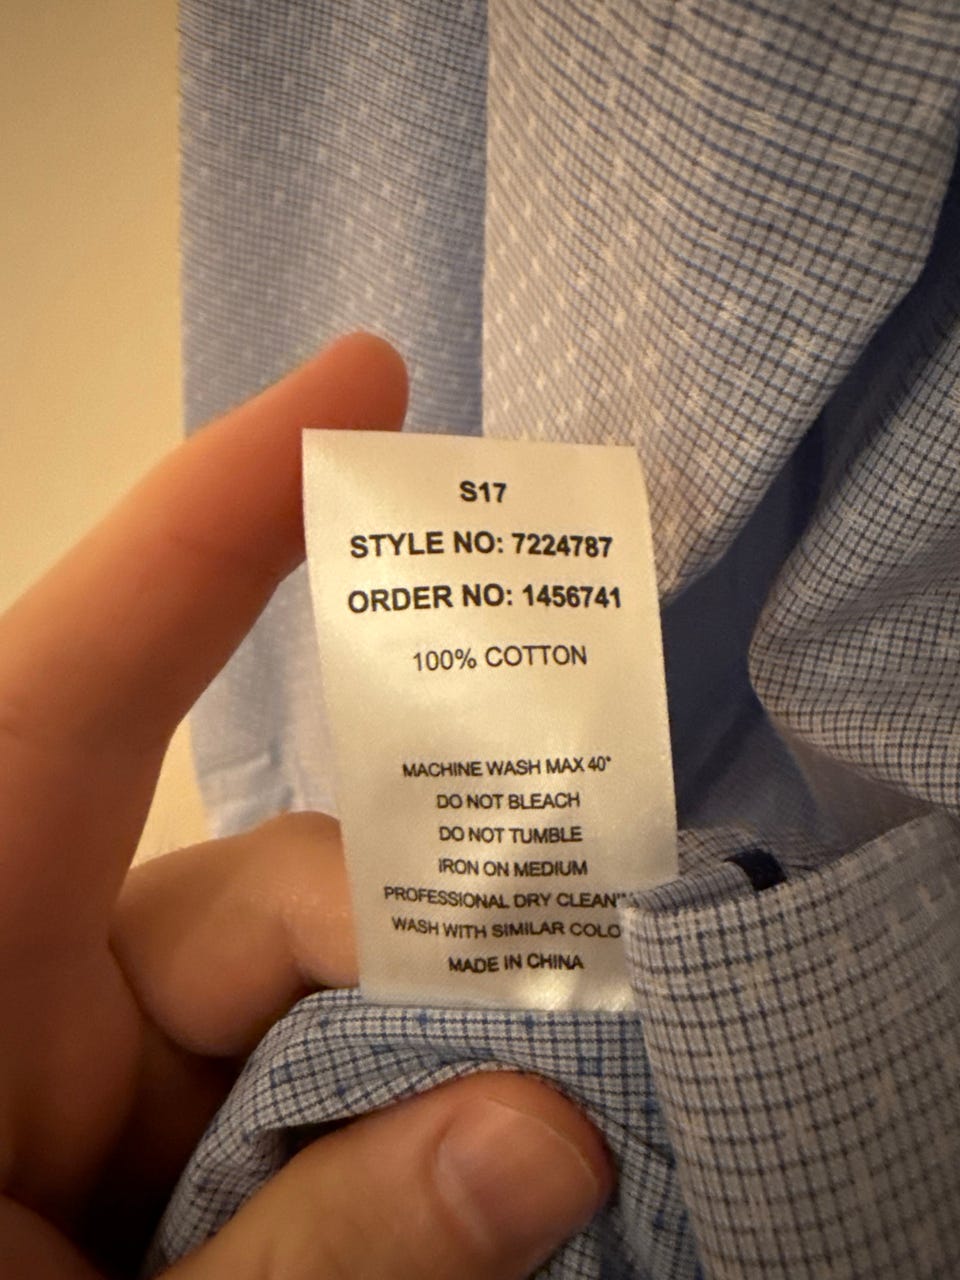 S17
STYLE NO: 7224787
ORDER NO: 1456741
100% COTTON
MACHINE WASH MAX 40°
DO NOT BLEACH
DO NOT TUMBLE
IRON ON MEDIUM
PROFESSIONAL DRY
WASH WITH SIMILAR
MADE IN CHINA